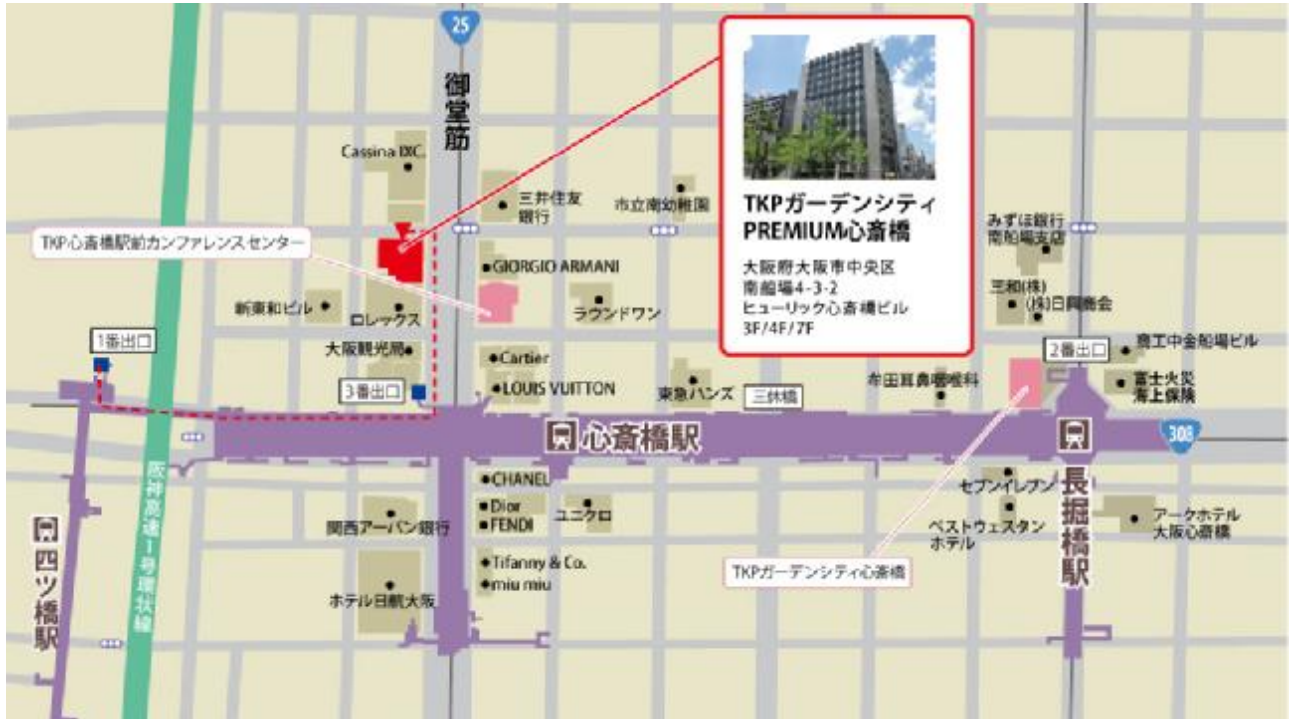 25
御堂筋
Cassina IXC.
三井住友
銀行
市立南幼稚園
TKPガーデンシティ
PREMIUM心斎橋
大阪府大阪市中央区
南船場4-3-2
ヒューリック心斎橋ビル
3F/4F/7F
みずほ銀行
南船場支店
TKP心斎橋駅前カンファレンスセンター
GIORGIO ARMANI
三和(株)
(株)日興商会
新東和ビル
ロレックス
ラウンドワン
1番出口
大阪観光局
Cartier
2番出口
商工中金船場ビル
3番出口
LOUIS VUITTON
東急ハンズ
三休橋
牟田耳鼻咽喉科
富士火災
海上保険
心斎橋駅
308
CHANEL
セブンイレブン
長堀橋駅
阪神高速1号環状線
関西アーバン銀行
Dior
FENDI
ユニクロ
ベストウェスタン
ホテル
アークホテル
大阪心斎橋
四ツ橋駅
Tifanny & Co.
miu miu
TKPガーデンシティ心斎橋
ホテル日航大阪